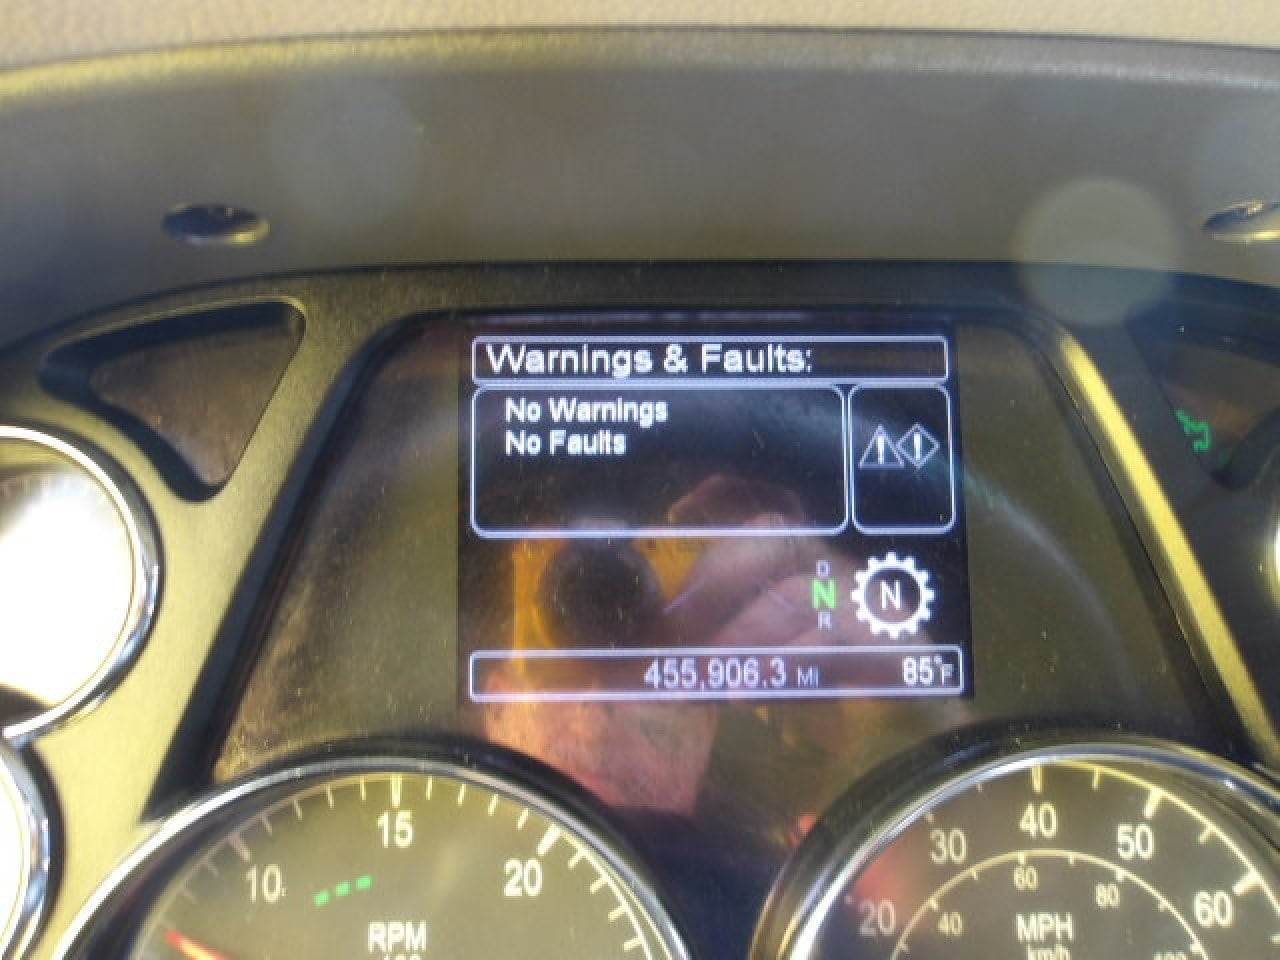 Warnings & Faults:
No Warnings
No Faults
D
N N
R
455,906.3 MI 85°F
10 15 20
RPM
20 30 40 50 60
40 60 80
MPH
km/h